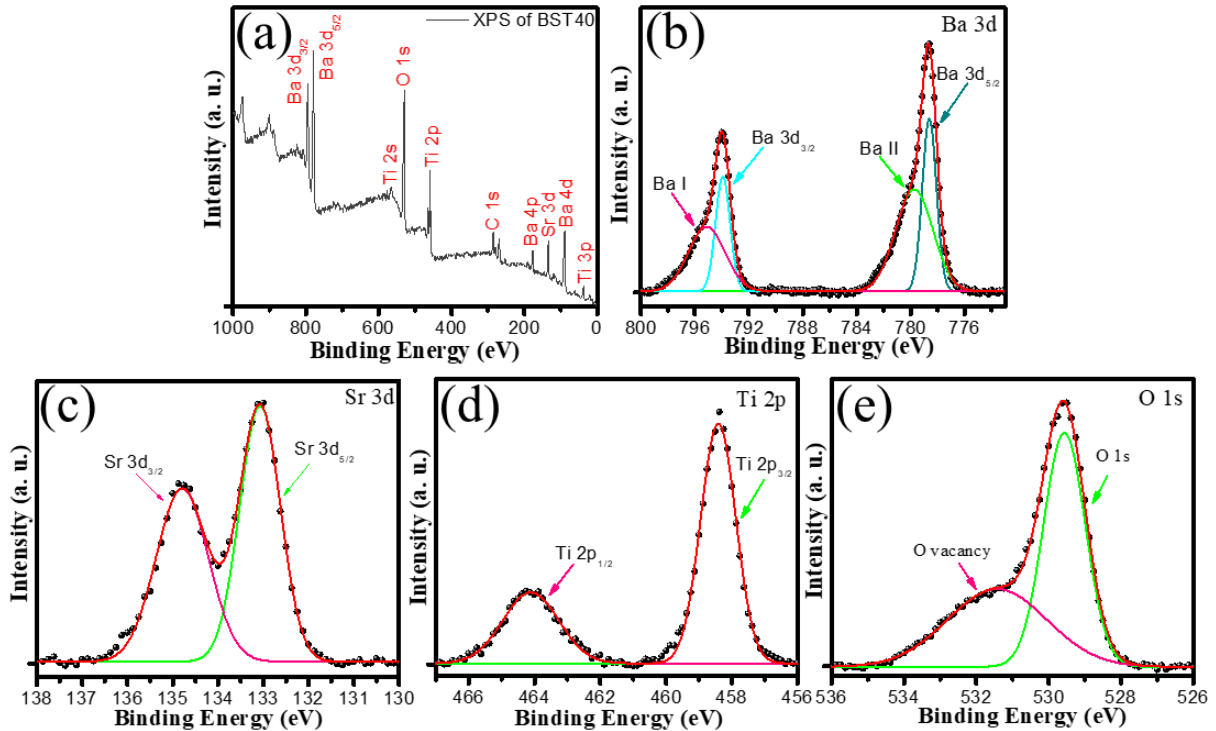 (a)
XPS of BST40
Ba 3d3/2
Ba 3d5/2
Ti 2s
O 1s
Ti 2p
C 1s
Ba 4p
Sr 3d
Ba 4d
Ti 3p
Intensity (a. u.)
1000 800 600 400 200 0
Binding Energy (eV)
(b)
Ba 3d
Ba I
Ba 3d3/2
Ba II
Ba 3d5/2
Intensity (a. u.)
800 796 792 788 784 780 776
Binding Energy (eV)
(c)
Sr 3d
Sr 3d3/2
Sr 3d5/2
Intensity (a. u.)
138 137 136 135 134 133 132 131 130
Binding Energy (eV)
(d)
Ti 2p
Ti 2p1/2
Ti 2p3/2
Intensity (a. u.)
466 464 462 460 458 456
Binding Energy (eV)
(e)
O 1s
O vacancy
O 1s
Intensity (a. u.)
536 534 532 530 528 526
Binding Energy (eV)